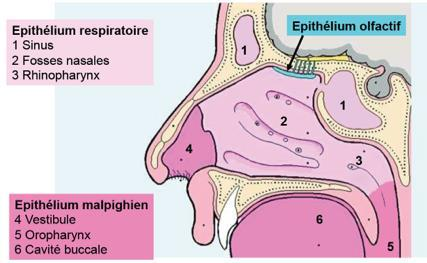 Epithélium respiratoire
1 Sinus
2 Fosses nasales
3 Rhinopharynx
Epithélium olfactif
1
1
2
3
4
Epithélium malpighien
4 Vestibule
5 Oropharynx
6 Cavité buccale
6
5